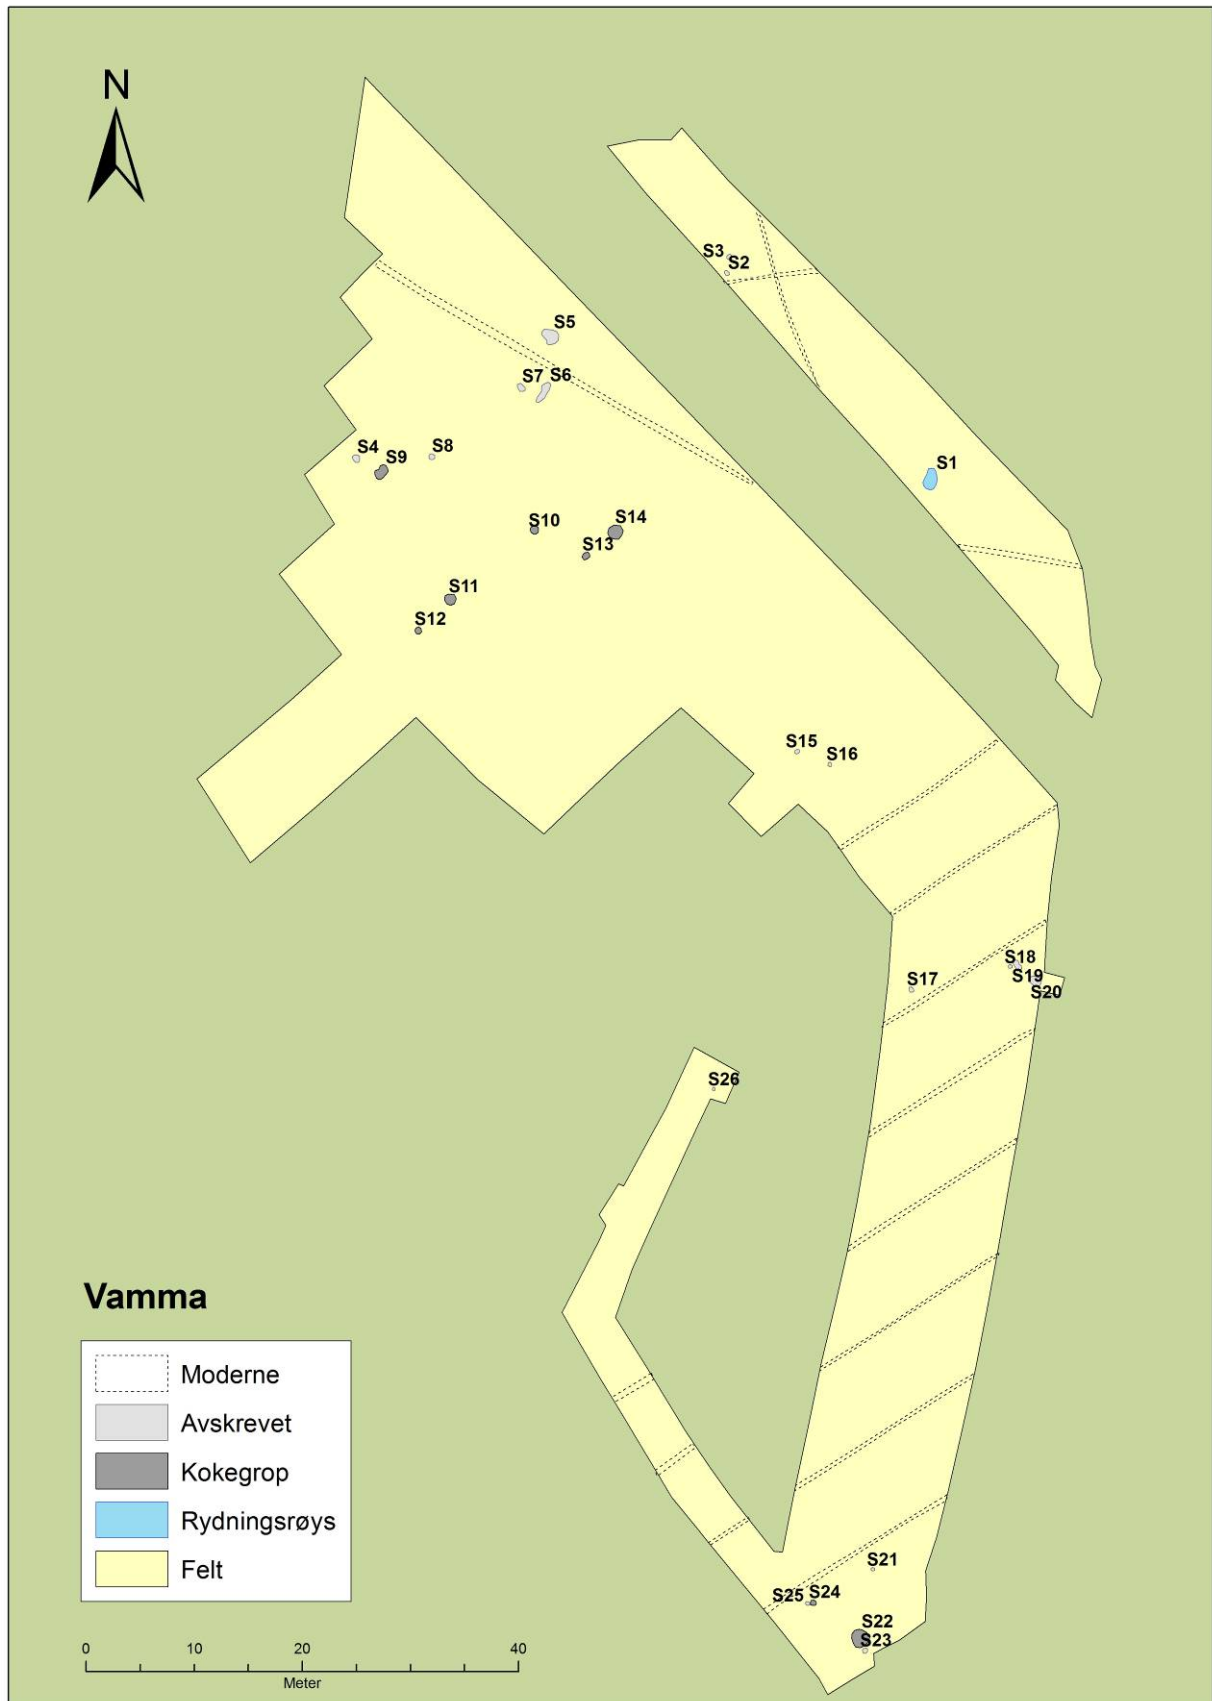 N
S3
S2
S5
S7
S6
S4
S9
S8
S1
S10
S14
S13
S11
S12
S15
S16
S18
S17
S19
S20
S26
Vamma
Moderne
Avskrevet
Kokegrop
Rydningsrøys
Felt
S21
S25
S24
S22
S23
0 10 20 40
Meter